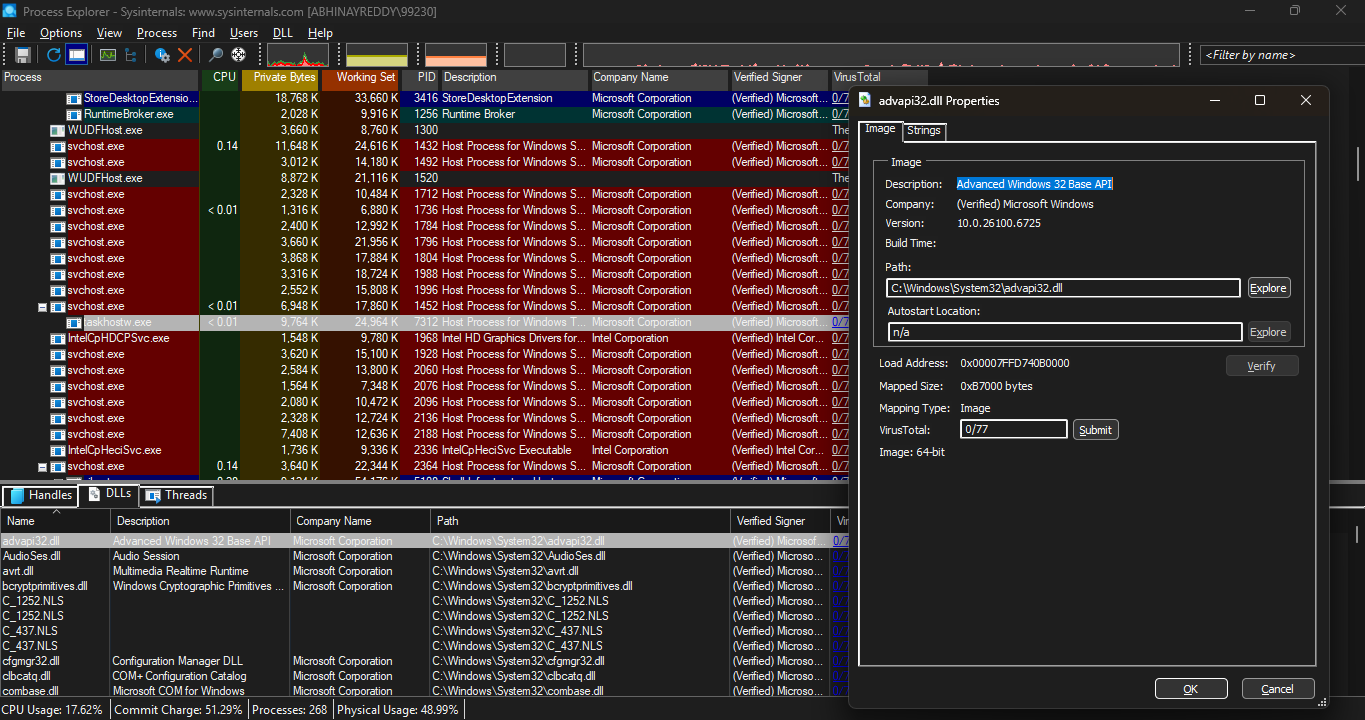 Process Explorer - Sysinternals: www.sysinternals.com [ABHINAYREDDY\99230]
File Options View Process Find Users DLL Help
<Filter by name>
Process CPU Private Bytes Working Set PID Description Company Name Verified Signer VirusTotal
StoreDesktopExtensio... 18,768 K 33,660 K 3416 StoreDesktopExtension Microsoft Corporation (Verified) Microsoft... 0/7
RuntimeBroker.exe 2,028 K 9,916 K 1256 Runtime Broker Microsoft Corporation (Verified) Microsoft... 0/7
WUDFHost.exe 3,660 K 8,760 K 1300 The
svchost.exe 0.14 11,648 K 24,616 K 1432 Host Process for Windows S... Microsoft Corporation (Verified) Microsoft... 0/7
svchost.exe 3,012 K 14,180 K 1492 Host Process for Windows S... Microsoft Corporation (Verified) Microsoft... 0/7
WUDFHost.exe 8,872 K 21,116 K 1520 The
svchost.exe 2,328 K 10,484 K 1712 Host Process for Windows S... Microsoft Corporation (Verified) Microsoft... 0/7
svchost.exe < 0.01 1,316 K 6,880 K 1736 Host Process for Windows S... Microsoft Corporation (Verified) Microsoft... 0/7
svchost.exe 2,400 K 12,992 K 1784 Host Process for Windows S... Microsoft Corporation (Verified) Microsoft... 0/7
svchost.exe 3,660 K 21,956 K 1796 Host Process for Windows S... Microsoft Corporation (Verified) Microsoft... 0/7
svchost.exe 3,868 K 17,884 K 1804 Host Process for Windows S... Microsoft Corporation (Verified) Microsoft... 0/7
svchost.exe 3,316 K 18,724 K 1988 Host Process for Windows S... Microsoft Corporation (Verified) Microsoft... 0/7
svchost.exe 2,552 K 15,808 K 1996 Host Process for Windows S... Microsoft Corporation (Verified) Microsoft... 0/7
svchost.exe < 0.01 6,948 K 17,860 K 1452 Host Process for Windows S... Microsoft Corporation (Verified) Microsoft... 0/7
taskhostw.exe < 0.01 9,764 K 24,964 K 7312 Host Process for Windows T... Microsoft Corporation (Verified) Microsoft... 0/7
IntelCpHDCPSvc.exe 1,548 K 9,780 K 1968 Intel HD Graphics Drivers for... Intel Corporation (Verified) Intel Cor... 0/7
svchost.exe 3,620 K 15,100 K 1928 Host Process for Windows S... Microsoft Corporation (Verified) Microsoft... 0/7
svchost.exe 2,584 K 13,800 K 2060 Host Process for Windows S... Microsoft Corporation (Verified) Microsoft... 0/7
svchost.exe 1,564 K 7,348 K 2076 Host Process for Windows S... Microsoft Corporation (Verified) Microsoft... 0/7
svchost.exe 2,080 K 10,472 K 2096 Host Process for Windows S... Microsoft Corporation (Verified) Microsoft... 0/7
svchost.exe 2,328 K 12,724 K 2136 Host Process for Windows S... Microsoft Corporation (Verified) Microsoft... 0/7
svchost.exe 7,408 K 12,636 K 2188 Host Process for Windows S... Microsoft Corporation (Verified) Microsoft... 0/7
IntelCpHeciSvc.exe 1,736 K 9,336 K 2336 IntelCpHeciSvc Executable Intel Corporation (Verified) Intel Cor... 0/7
svchost.exe 0.14 3,640 K 22,344 K 2364 Host Process for Windows S... Microsoft Corporation (Verified) Microsoft... 0/7
Handles DLLs Threads
Name Description Company Name Path Verified Signer Vir
advapi32.dll Advanced Windows 32 Base API Microsoft Corporation C:\Windows\System32\advapi32.dll (Verified) Microsof... 0/7
AudioSes.dll Audio Session Microsoft Corporation C:\Windows\System32\AudioSes.dll (Verified) Microso...
avrt.dll Multimedia Realtime Runtime Microsoft Corporation C:\Windows\System32\avrt.dll (Verified) Microso...
bcryptprimitives.dll Windows Cryptographic Primitives ... Microsoft Corporation C:\Windows\System32\bcryptprimitives.dll (Verified) Microso...
C_1252.NLS C:\Windows\System32\C_1252.NLS (Verified) Microso...
C_1252.NLS C:\Windows\System32\C_1252.NLS (Verified) Microso...
C_437.NLS C:\Windows\System32\C_437.NLS (Verified) Microso...
C_437.NLS C:\Windows\System32\C_437.NLS (Verified) Microso...
cfgmgr32.dll Configuration Manager DLL Microsoft Corporation C:\Windows\System32\cfgmgr32.dll (Verified) Microso...
clbcatq.dll COM+ Configuration Catalog Microsoft Corporation C:\Windows\System32\clbcatq.dll (Verified) Microso...
combase.dll Microsoft COM for Windows Microsoft Corporation C:\Windows\System32\combase.dll (Verified) Microso...
CPU Usage: 17.62% Commit Charge: 51.29% Processes: 268 Physical Usage: 48.99%
advapi32.dll Properties
Image Strings
Image
Description: Advanced Windows 32 Base API
Company: (Verified) Microsoft Windows
Version: 10.0.26100.6725
Build Time:
Path:
C:\Windows\System32\advapi32.dll Explore
Autostart Location:
n/a Explore
Load Address: 0x00007FFD740B0000 Verify
Mapped Size: 0xB7000 bytes
Mapping Type: Image
VirusTotal: 0/77 Submit
Image: 64-bit
OK Cancel